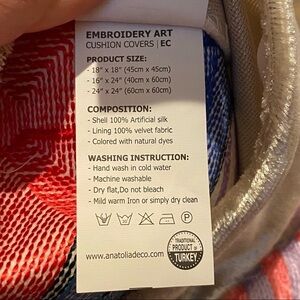 EMBROIDERY ART
CUSHION COVERS | EC
PRODUCT SIZE:
- 18" x 18" (45cm x 45cm)
- 16" x 24" (40cm x 60cm)
- 24" x 24" (60cm x 60cm)
COMPOSITION:
- Shell 100% Artificial silk
- Lining 100% velvet fabric
- Colored with natural dyes
WASHING INSTRUCTION:
- Hand wash in cold water
- Machine washable
- Dry flat,Do not bleach
- Mild warm Iron or simply dry clean
www.anatoliadeco.com
TRADITIONAL
PRODUCT of
TURKEY